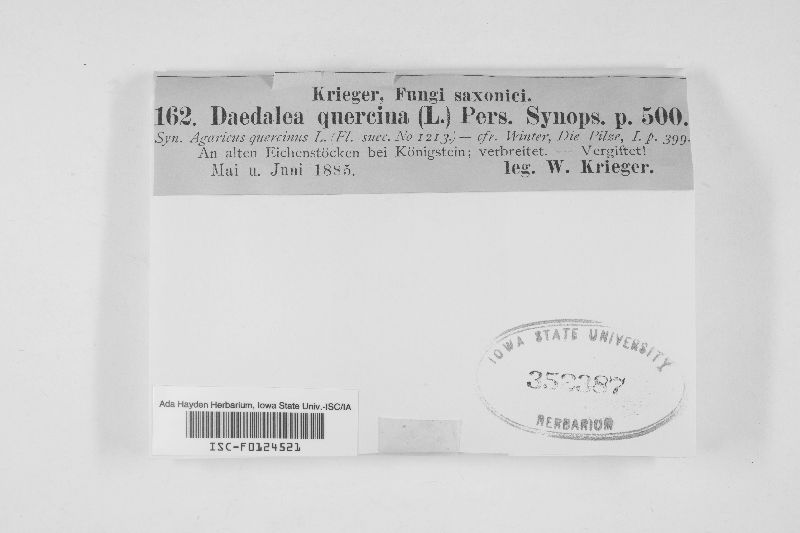 Krieger, Fungi saxonici.
162. Daedalea quercina (L.) Pers. Synops. p. 500.
Syn. Agaricus quercinus L. (Fl. suec. No 1213.) — cfr. Winter, Die Pilze, I. p. 399.
An alten Eichenstöcken bei Königstein; verbreitet. — Vergiftet!
Mai u. Juni 1885. leg. W. Krieger.
IOWA STATE UNIVERSITY
352387
HERBARIUM
Ada Hayden Herbarium, Iowa State Univ.-ISC/IA
ISC-F0124521